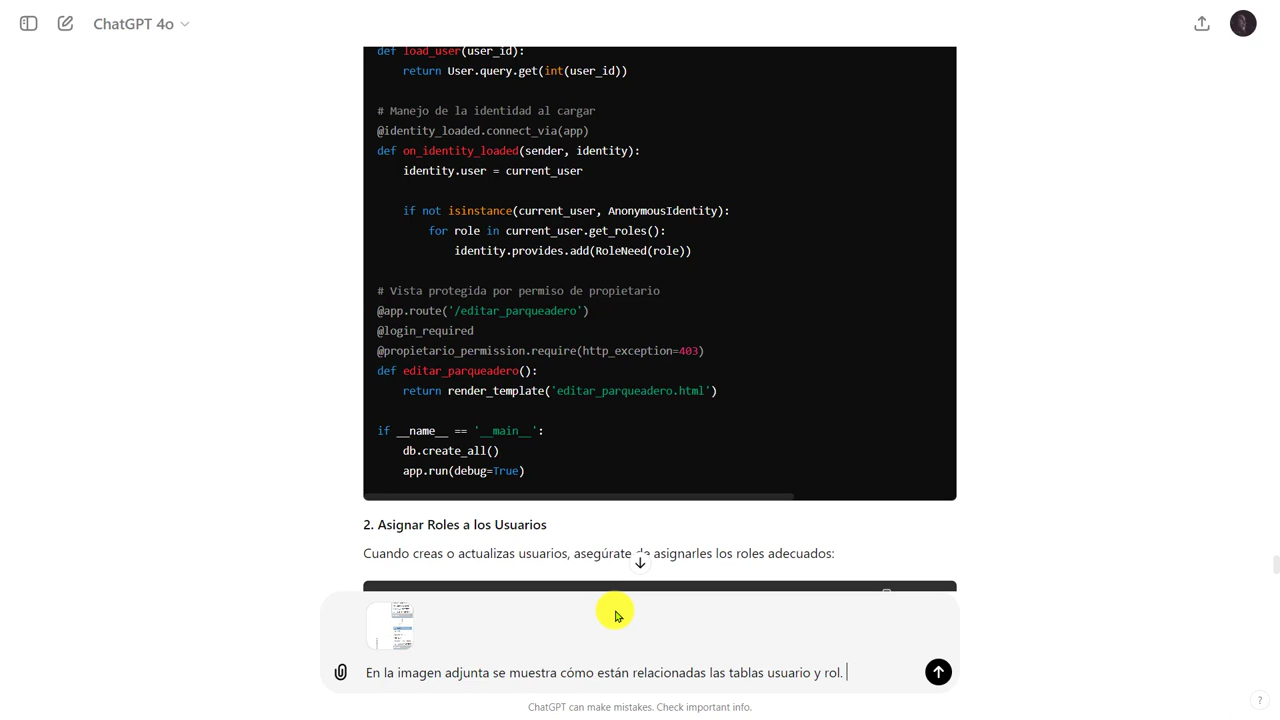 ChatGPT 4o
def load_user(user_id):
    return User.query.get(int(user_id))
# Manejo de la identidad al cargar
@identity_loaded.connect_via(app)
def on_identity_loaded(sender, identity):
    identity.user = current_user
    if not isinstance(current_user, AnonymousIdentity):
        for role in current_user.get_roles():
            identity.provides.add(RoleNeed(role))
# Vista protegida por permiso de propietario
@app.route('/editar_parqueadero')
@login_required
@propietario_permission.require(http_exception=403)
def editar_parqueadero():
    return render_template('editar_parqueadero.html')
if __name__ == '__main__':
    db.create_all()
    app.run(debug=True)
2. Asignar Roles a los Usuarios
Cuando creas o actualizas usuarios, asegúrate de asignarles los roles adecuados:
En la imagen adjunta se muestra cómo están relacionadas las tablas usuario y rol.
ChatGPT can make mistakes. Check important info.
?